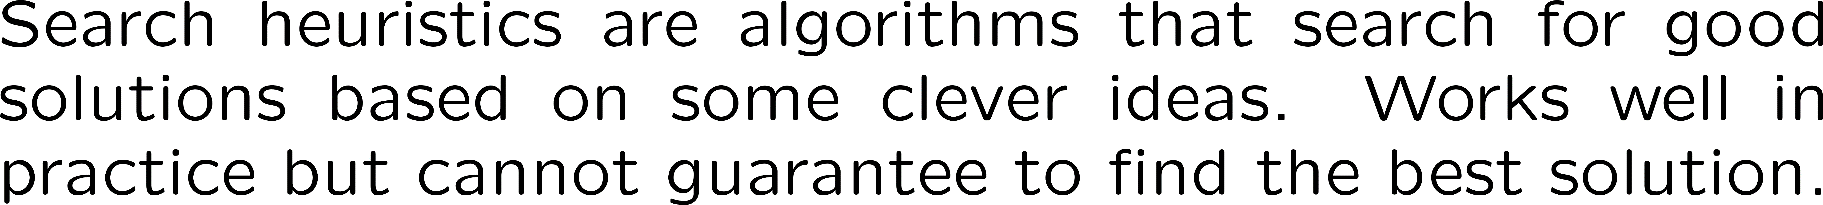 Search heuristics are algorithms that search for good
solutions based on some clever ideas. Works well in
practice but cannot guarantee to find the best solution.